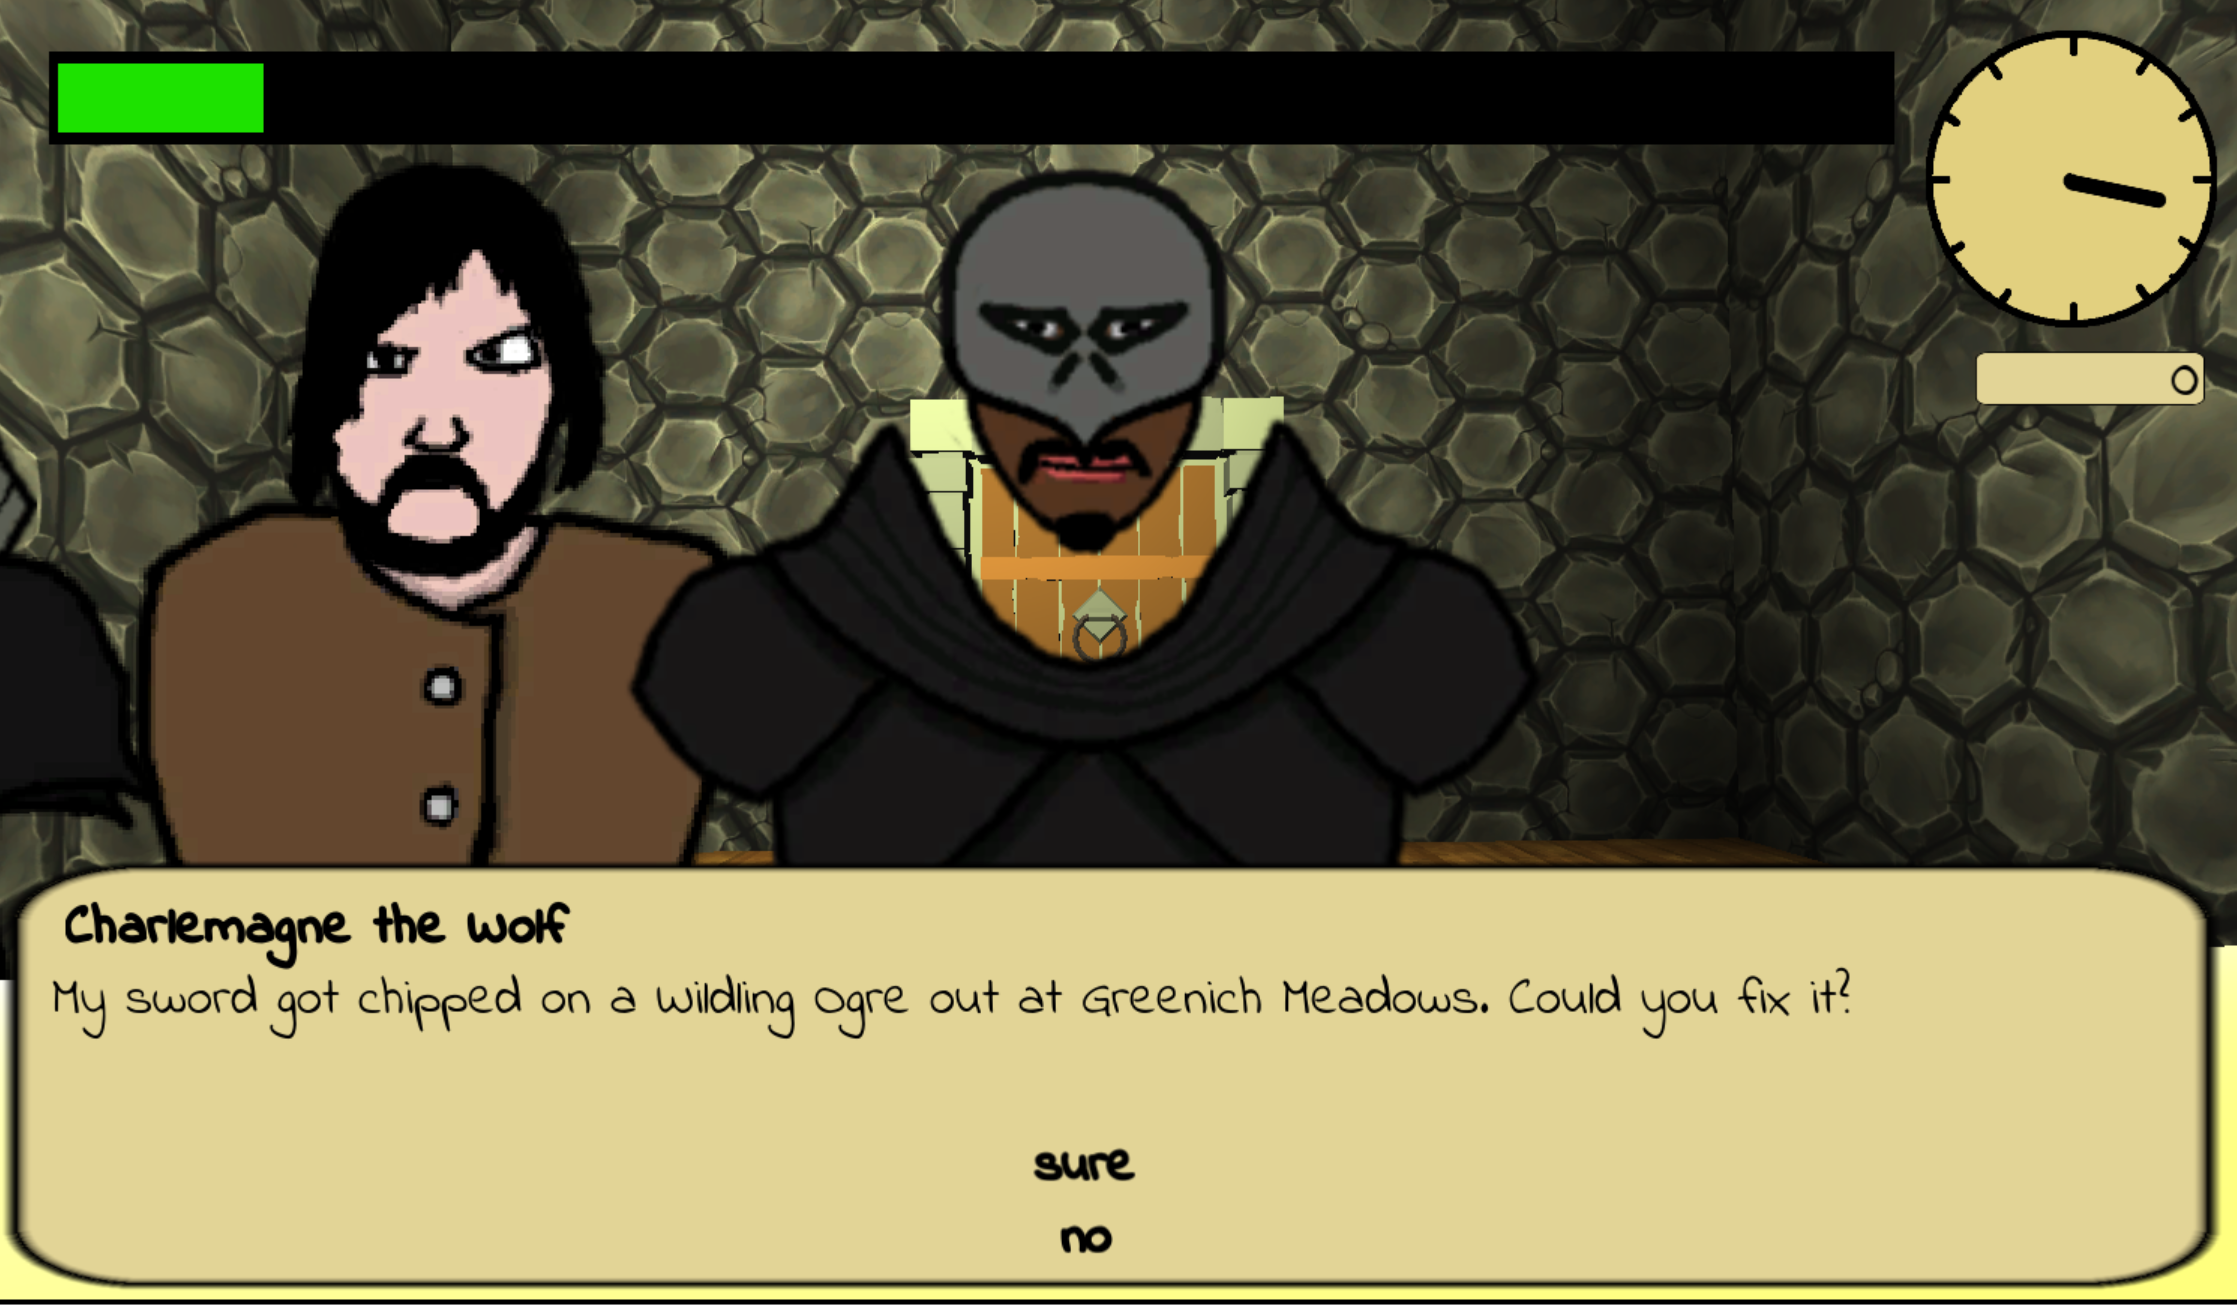 0
Charlemagne the Wolf
My sword got chipped on a Wildling Ogre out at Greenich Meadows. Could you fix it?
sure
no